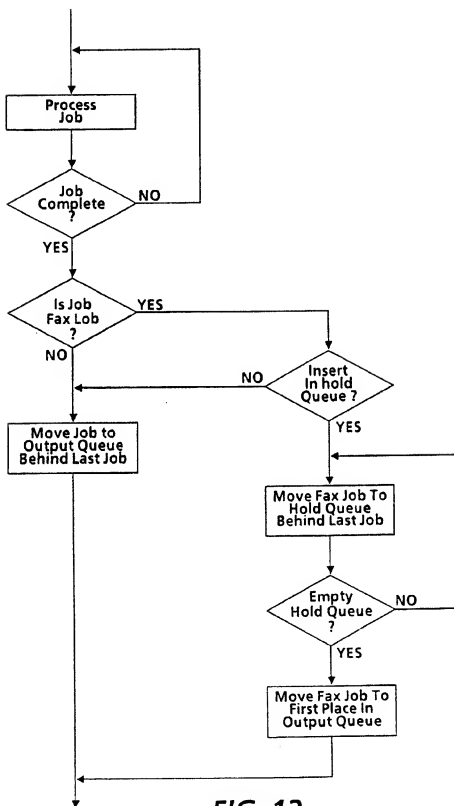 Process
Job
Job
Complete
?
NO
YES
Is Job
Fax Lob
?
YES
NO
Insert
In hold
Queue ?
NO
YES
Move Job to
Output Queue
Behind Last Job
Move Fax Job To
Hold Queue
Behind Last Job
Empty
Hold Queue
?
NO
YES
Move Fax Job To
First Place In
Output Queue